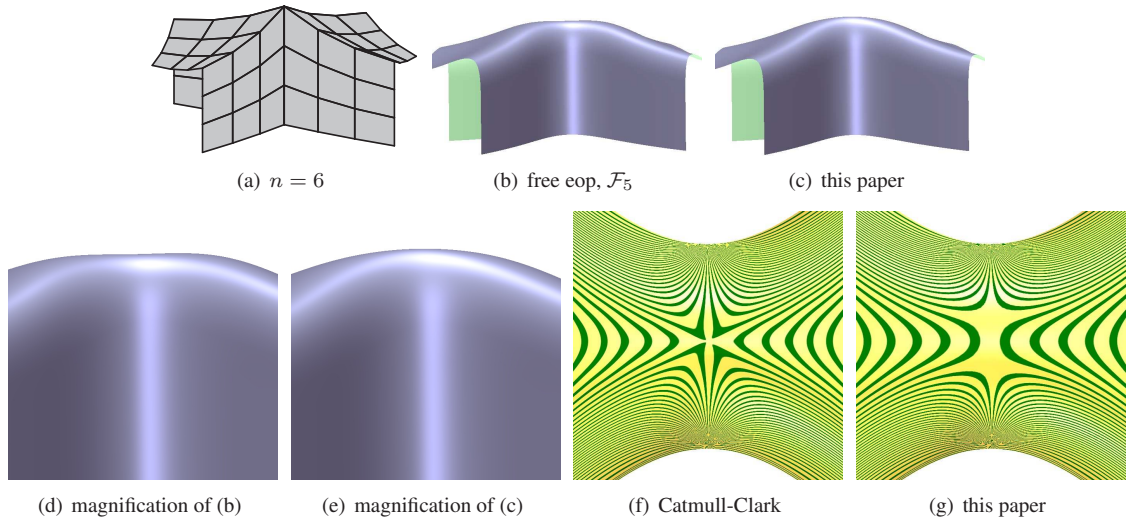 (a) n = 6
(b) free eop, F₅
(c) this paper
(d) magnification of (b)
(e) magnification of (c)
(f) Catmull-Clark
(g) this paper